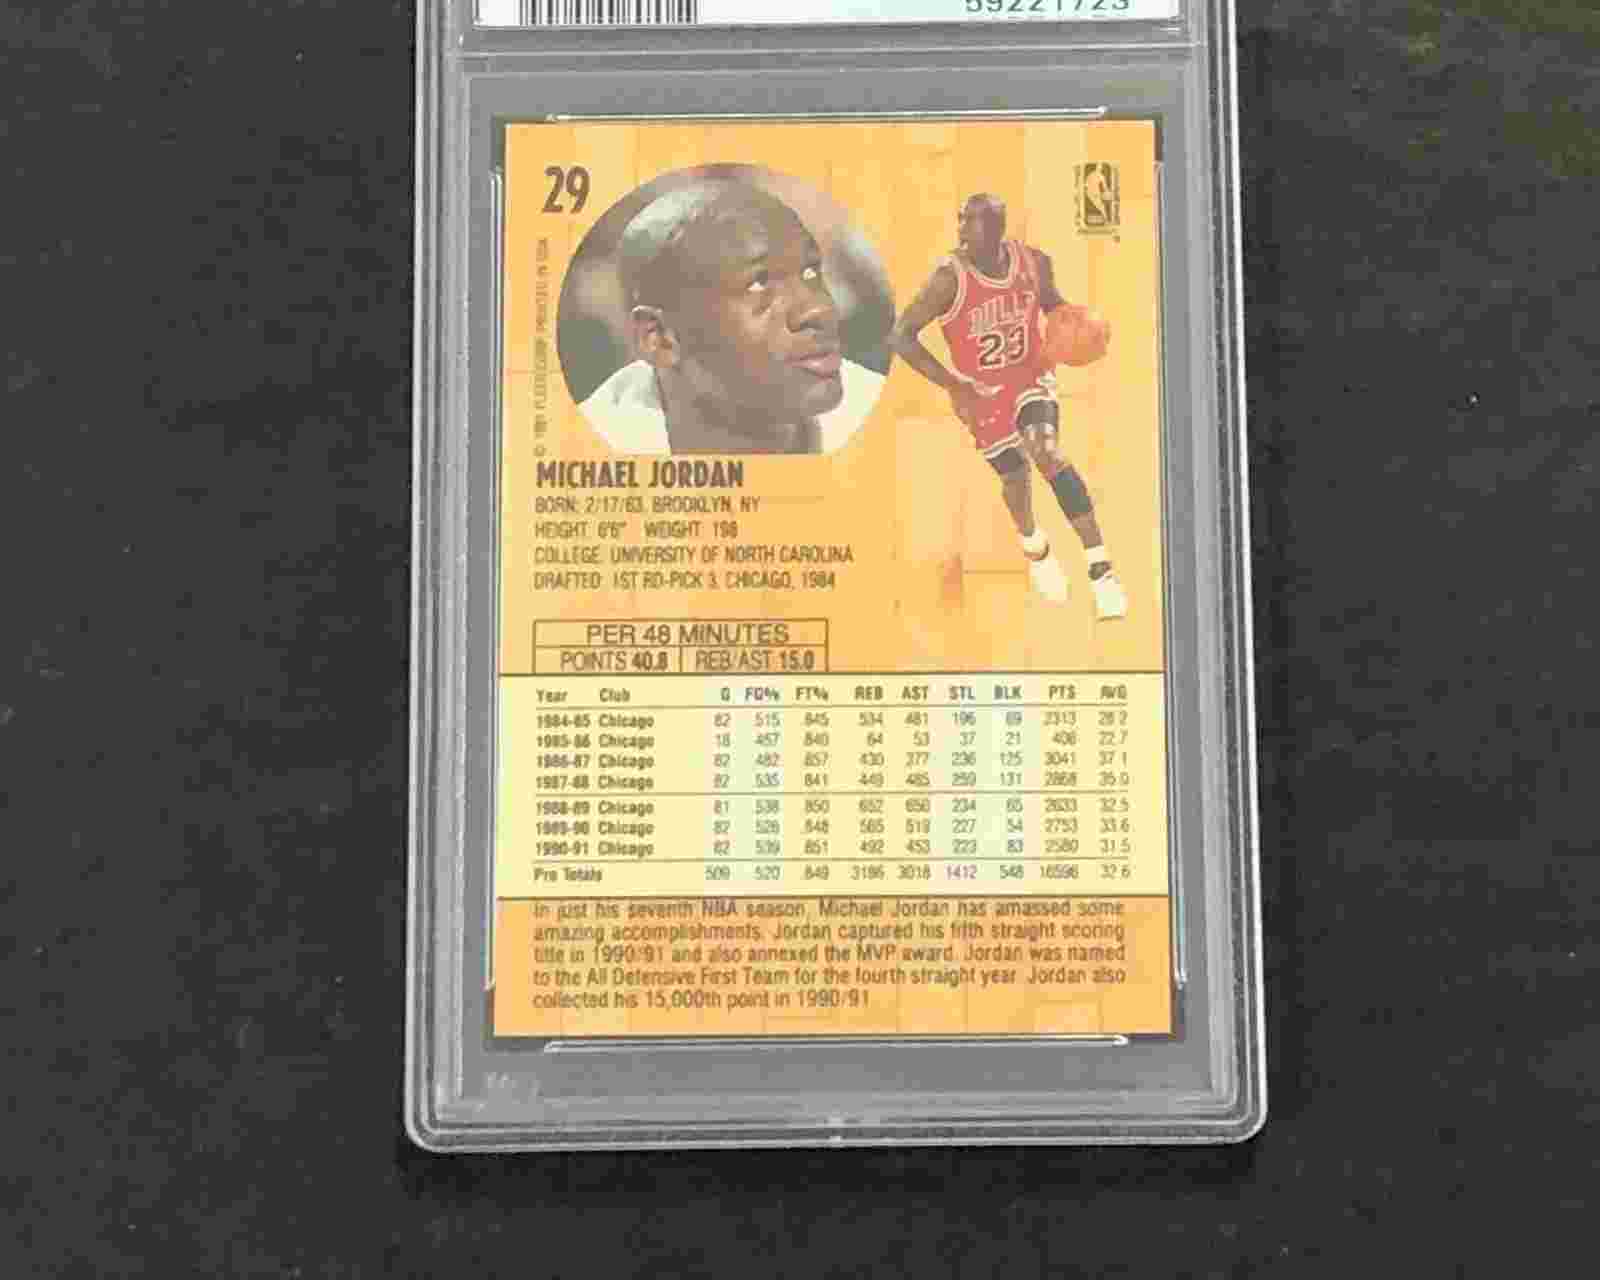 59221723
29
© 1991 FLEER CORP. PRINTED IN U.S.A.
BULLS
23
MICHAEL JORDAN
BORN: 2/17/63, BROOKLYN, NY
HEIGHT: 6'6" WEIGHT: 198
COLLEGE: UNIVERSITY OF NORTH CAROLINA
DRAFTED: 1ST RD-PICK 3, CHICAGO, 1984
PER 48 MINUTES
POINTS 40.8 REB/AST 15.0
Year Club G FG% FT% REB AST STL BLK PTS AVG
1984-85 Chicago 82 .515 .845 534 481 196 69 2313 28.2
1985-86 Chicago 18 .457 .840 64 53 37 21 408 22.7
1986-87 Chicago 82 .482 .857 430 377 236 125 3041 37.1
1987-88 Chicago 82 .535 .841 449 485 259 131 2868 35.0
1988-89 Chicago 81 .538 .850 652 650 234 65 2633 32.5
1989-90 Chicago 82 .526 .848 565 519 227 54 2753 33.6
1990-91 Chicago 82 .539 .851 492 453 223 83 2580 31.5
Pro Totals 509 .520 .849 3186 3018 1412 548 16596 32.6
In just his seventh NBA season, Michael Jordan has amassed some
amazing accomplishments. Jordan captured his fifth straight scoring
title in 1990/91 and also annexed the MVP award. Jordan was named
to the All Defensive First Team for the fourth straight year. Jordan also
collected his 15,000th point in 1990/91